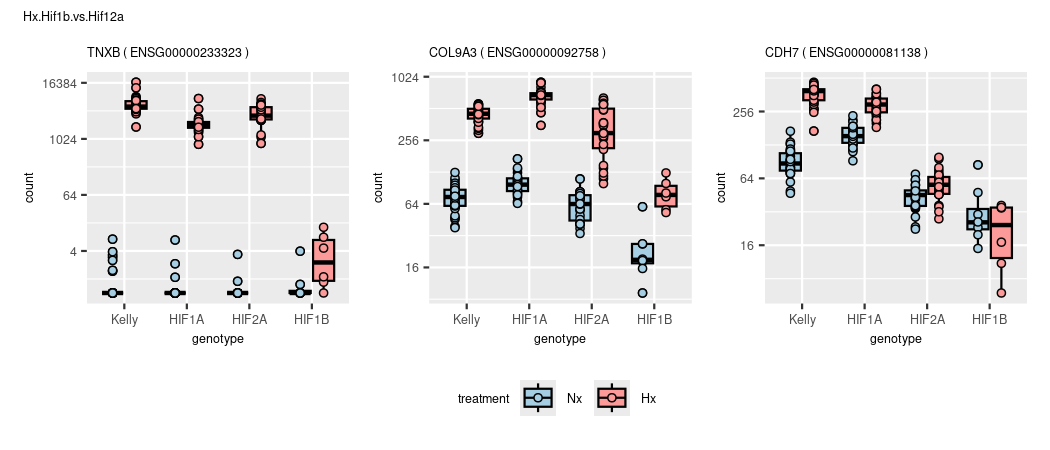 Hx.Hif1b.vs.Hif12a
TNXB ( ENSG00000233323 )
16384
1024
64
4
count
Kelly HIF1A HIF2A HIF1B
genotype
COL9A3 ( ENSG00000092758 )
1024
256
64
16
count
Kelly HIF1A HIF2A HIF1B
genotype
CDH7 ( ENSG00000081138 )
256
64
16
count
Kelly HIF1A HIF2A HIF1B
genotype
treatment Nx Hx